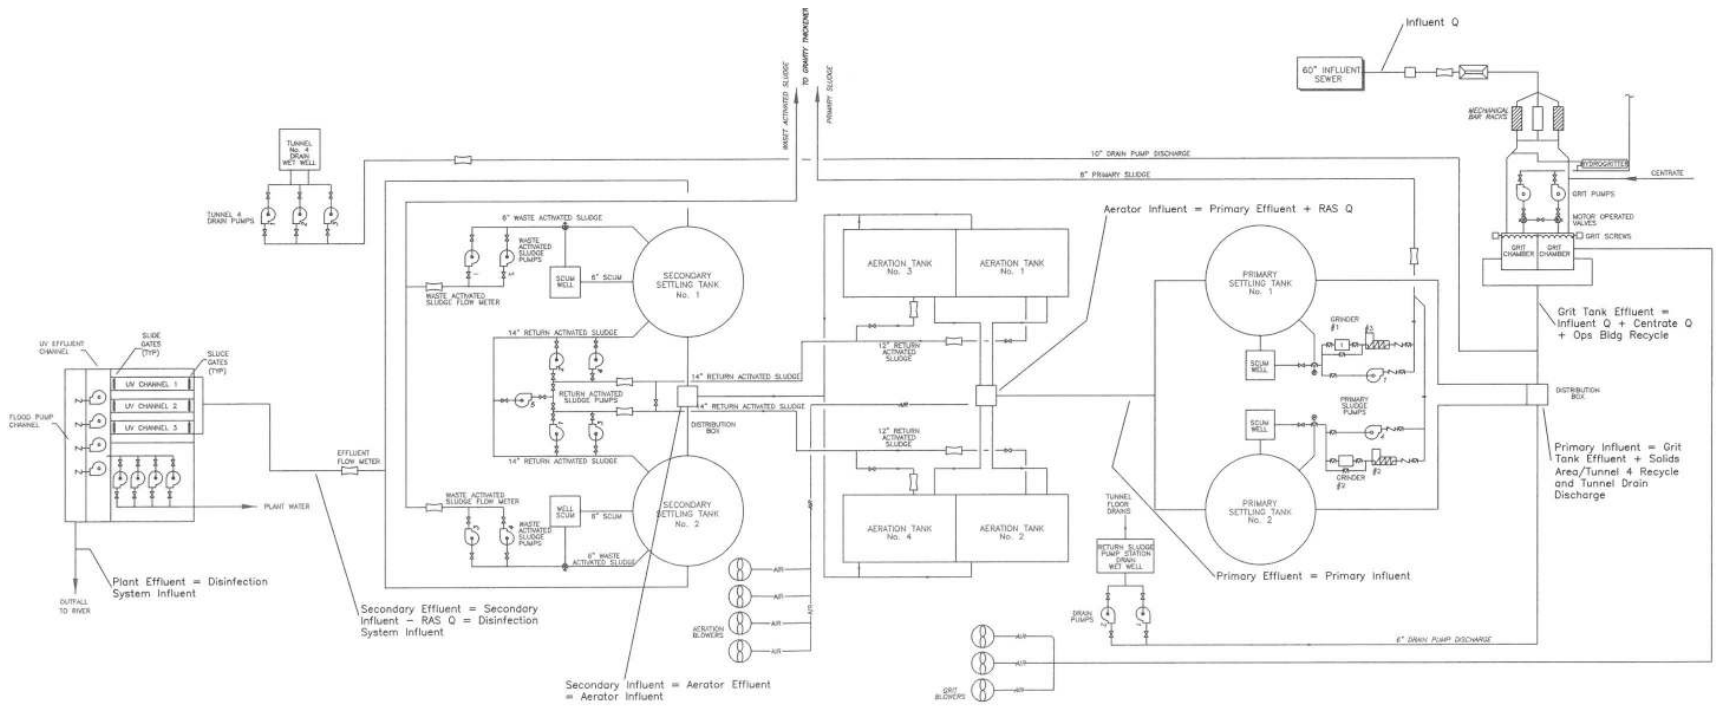 Influent Q
60" INFLUENT
SEWER
MECHANICAL
BAR RACKS
HYDROGRITTER
CENTRATE
GRIT PUMPS
MOTOR OPERATED
VALVES
GRIT SCREWS
GRIT
CHAMBER
GRIT
CHAMBER
Grit Tank Effluent =
Influent Q + Centrate Q
+ Ops Bldg Recycle
WASET ACTIVATED SLUDGE
TO GRAVITY THICKENER
PRIMARY SLUDGE
10" DRAIN PUMP DISCHARGE
8" PRIMARY SLUDGE
TUNNEL
No. 4
DRAIN
WET WELL
TUNNEL 4
DRAIN PUMPS
1
2
3
6" WASTE ACTIVATED SLUDGE
WASTE
ACTIVATED
SLUDGE
PUMPS
SCUM
WELL
6" SCUM
WASTE ACTIVATED
SLUDGE FLOW METER
SECONDARY
SETTLING TANK
No. 1
Aerator Influent = Primary Effluent + RAS Q
AERATION TANK
No. 3
AERATION TANK
No. 1
PRIMARY
SETTLING TANK
No. 1
GRINDER
#1
SCUM
WELL
14" RETURN ACTIVATED SLUDGE
12" RETURN
ACTIVATED
SLUDGE
14" RETURN ACTIVATED SLUDGE
RETURN ACTIVATED
SLUDGE PUMPS
14" RETURN ACTIVATED SLUDGE
DISTRIBUTION
BOX
AIR
12" RETURN
ACTIVATED
SLUDGE
14" RETURN ACTIVATED SLUDGE
PRIMARY
SLUDGE
PUMPS
DISTRIBUTION
BOX
SCUM
WELL
GRINDER
#2
#2
Primary Influent = Grit
Tank Effluent + Solids
Area/Tunnel 4 Recycle
and Tunnel Drain
Discharge
SLIDE
GATES
(TYP)
UV EFFLUENT
CHANNEL
SLUICE
GATES
(TYP)
UV CHANNEL 1
UV CHANNEL 2
UV CHANNEL 3
FLOOD PUMP
CHANNEL
EFFLUENT
FLOW METER
PLANT WATER
Plant Effluent = Disinfection
System Influent
OUTFALL
TO RIVER
WASTE ACTIVATED
SLUDGE FLOW METER
WELL
SCUM
8" SCUM
WASTE
ACTIVATED
SLUDGE
PUMPS
6" WASTE
ACTIVATED SLUDGE
SECONDARY
SETTLING TANK
No. 2
AERATION TANK
No. 4
AERATION TANK
No. 2
PRIMARY
SETTLING TANK
No. 2
TUNNEL
FLOOR
DRAINS
RETURN SLUDGE
PUMP STATION
DRAIN
WET WELL
DRAIN
PUMPS
Primary Effluent = Primary Influent
6" DRAIN PUMP DISCHARGE
Secondary Effluent = Secondary
Influent – RAS Q = Disinfection
System Influent
AERATION
BLOWERS
AIR
AIR
AIR
AIR
AIR
AIR
GRIT
BLOWERS
AIR
AIR
AIR
Secondary Influent = Aerator Effluent
= Aerator Influent